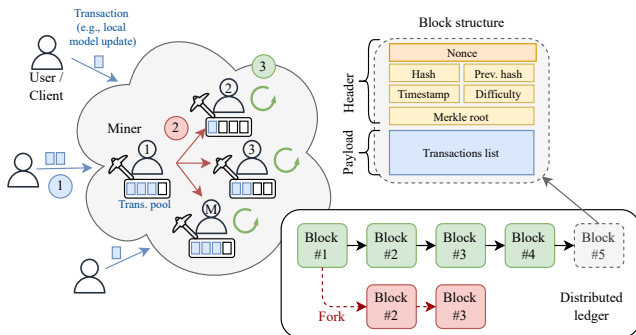 Transaction
(e.g., local
model update)
User /
Client
1
Miner
1
Trans. pool
2
2
3
M
3
Block structure
Header
Nonce
Hash
Prev. hash
Timestamp
Difficulty
Merkle root
Payload
Transactions list
Block
#1
Block
#2
Block
#3
Block
#4
Block
#5
Fork
Block
#2
Block
#3
Distributed
ledger